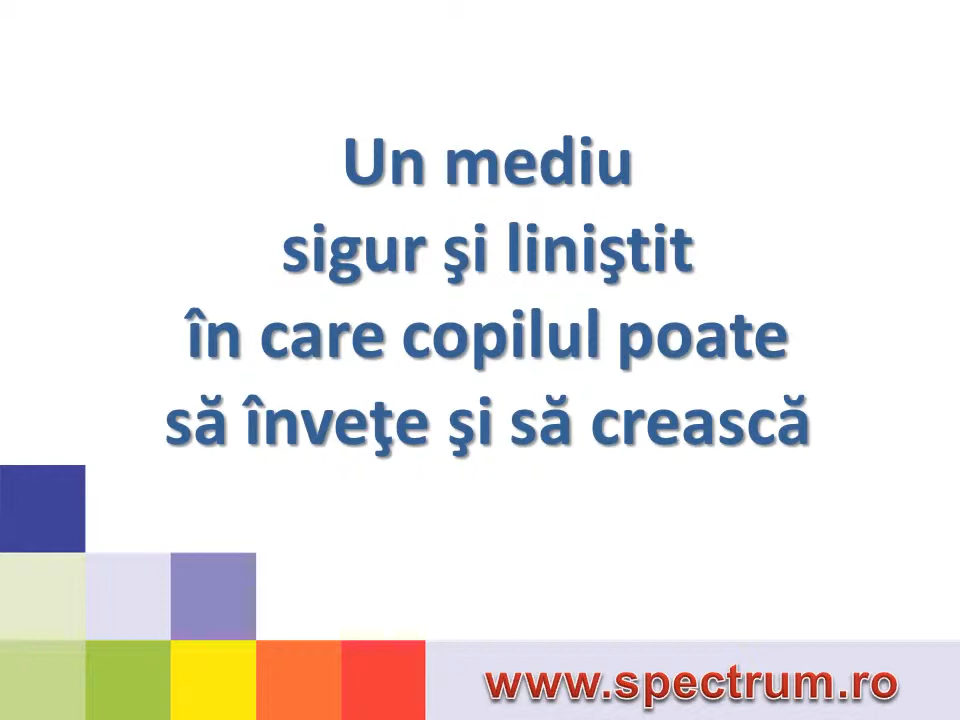 Un mediu
sigur şi liniştit
în care copilul poate
să înveţe şi să crească
www.spectrum.ro